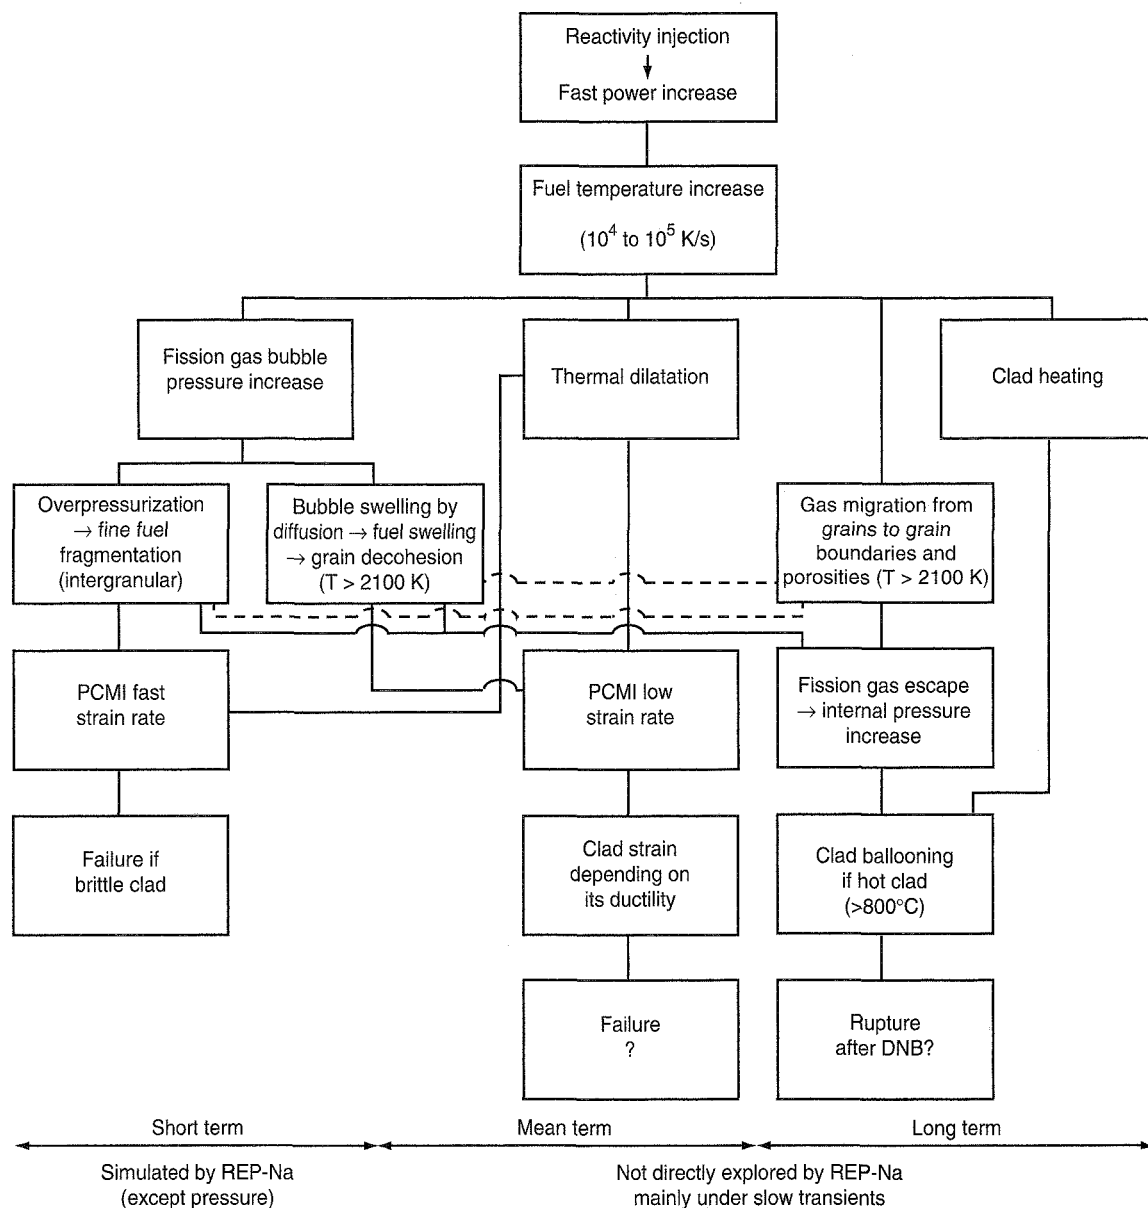 Reactivity injection
↓
Fast power increase
Fuel temperature increase
(10^4 to 10^5 K/s)
Fission gas bubble
pressure increase
Thermal dilatation
Clad heating
Overpressurization
→ fine fuel
fragmentation
(intergranular)
Bubble swelling by
diffusion → fuel swelling
→ grain decohesion
(T > 2100 K)
Gas migration from
grains to grain
boundaries and
porosities (T > 2100 K)
PCMI fast
strain rate
PCMI low
strain rate
Fission gas escape
→ internal pressure
increase
Failure if
brittle clad
Clad strain
depending on
its ductility
Clad ballooning
if hot clad
(>800°C)
Failure
?
Rupture
after DNB?
Short term
Mean term
Long term
Simulated by REP-Na
(except pressure)
Not directly explored by REP-Na
mainly under slow transients